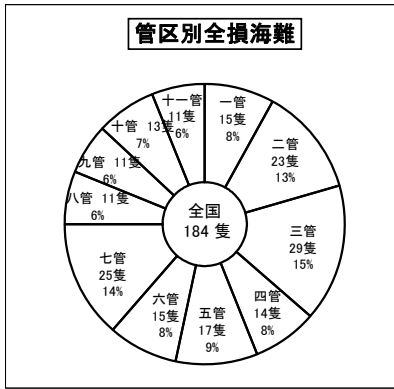 管区別全損海難
一管
15隻
8%
二管
23隻
13%
三管
29隻
15%
四管
14隻
8%
五管
17隻
9%
六管
15隻
8%
七管
25隻
14%
八管 11隻
6%
九管 11隻
6%
十管 13隻
7%
十一管
11隻
6%
全国
184 隻